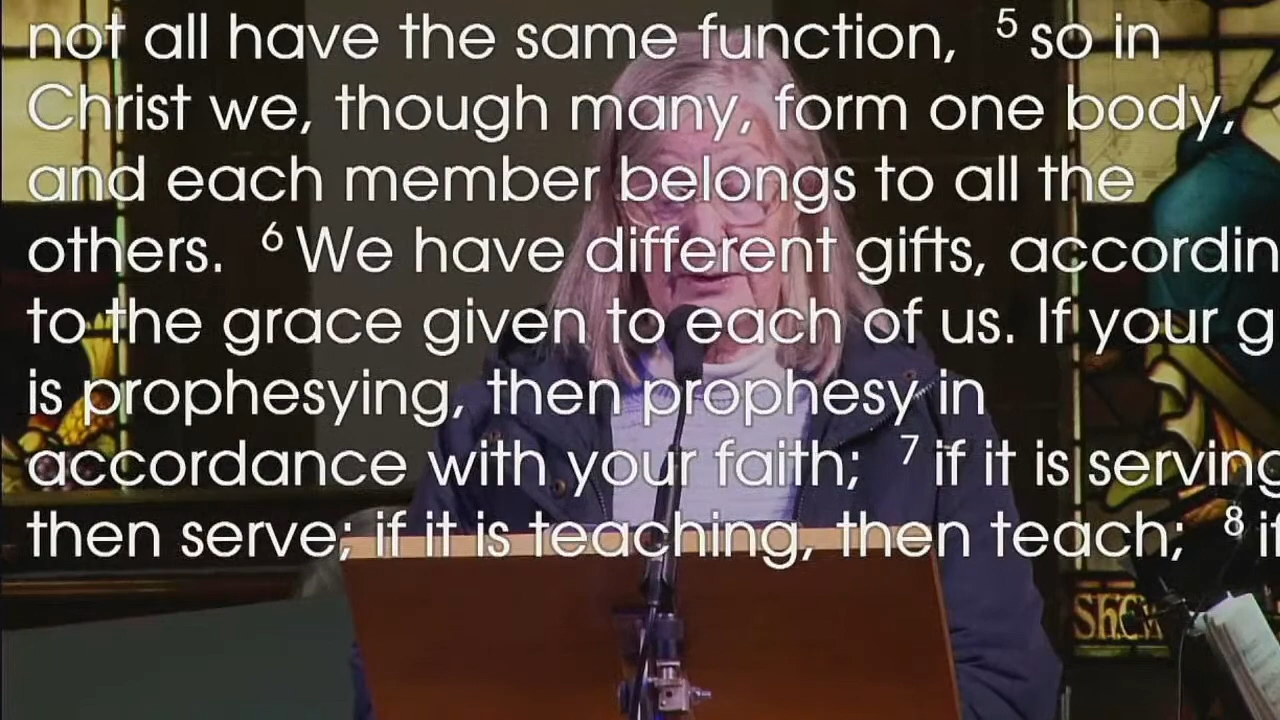 not all have the same function, 5 so in
Christ we, though many, form one body,
and each member belongs to all the
others. 6 We have different gifts, accordin
to the grace given to each of us. If your g
is prophesying, then prophesy in
accordance with your faith; 7 if it is serving
then serve; if it is teaching, then teach; 8 if